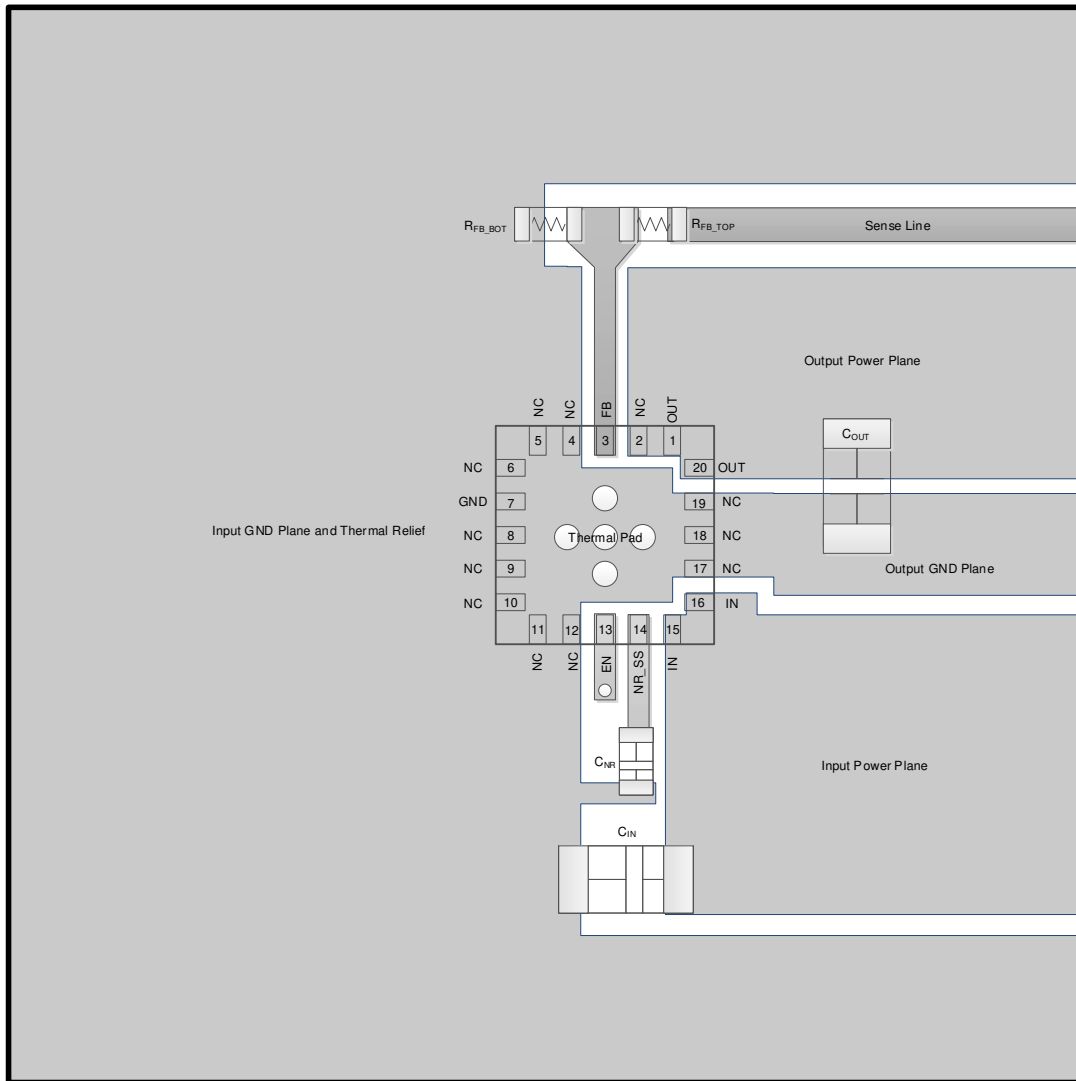 RFB_BOT
RFB_TOP
Sense Line
Output Power Plane
NC
NC
FB
NC
OUT
COUT
5
4
3
2
1
NC
6
20
OUT
GND
7
19
NC
Input GND Plane and Thermal Relief
NC
8
Thermal Pad
18
NC
NC
9
17
NC
Output GND Plane
NC
10
16
IN
11
12
13
14
15
NC
NC
EN
NR_SS
IN
CNR
Input Power Plane
CIN